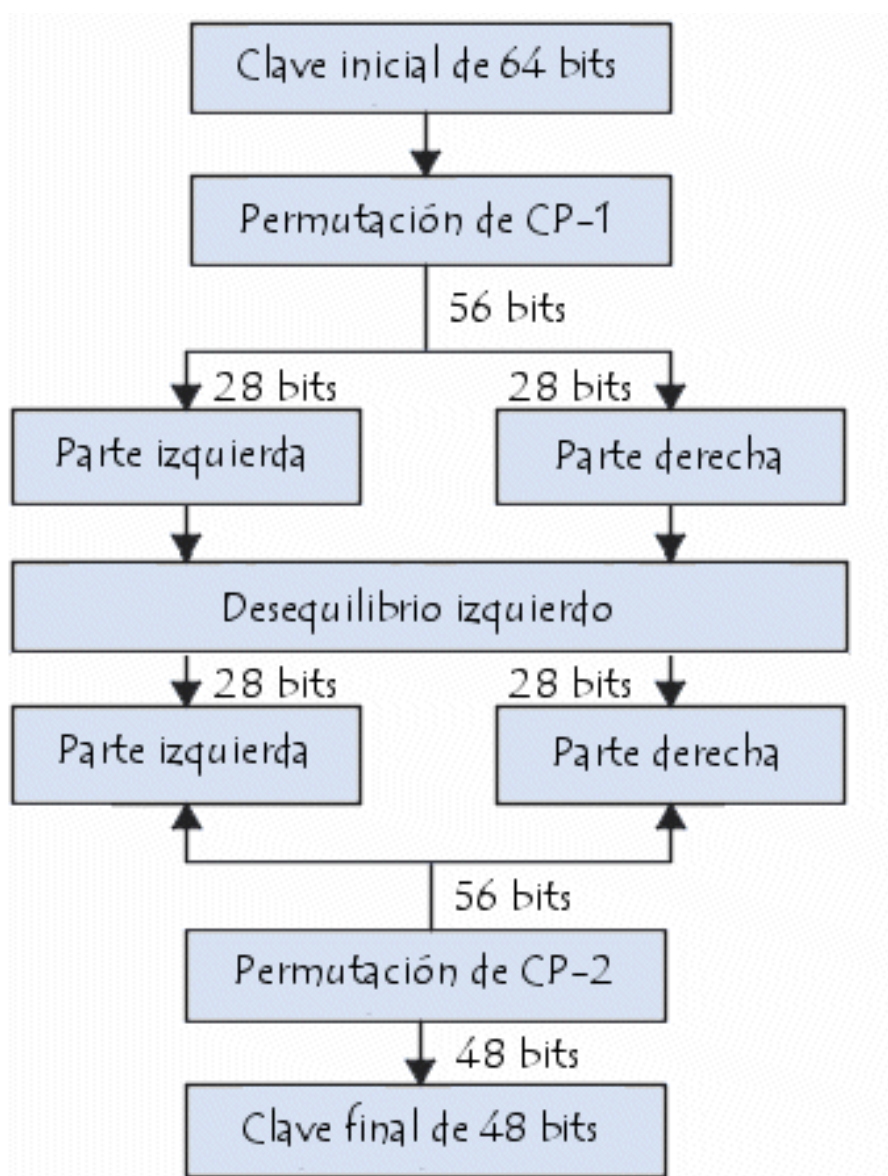 Clave inicial de 64 bits
Permutación de CP-1
56 bits
28 bits
28 bits
Parte izquierda
Parte derecha
Desequilibrio izquierdo
28 bits
28 bits
Parte izquierda
Parte derecha
56 bits
Permutación de CP-2
48 bits
Clave final de 48 bits